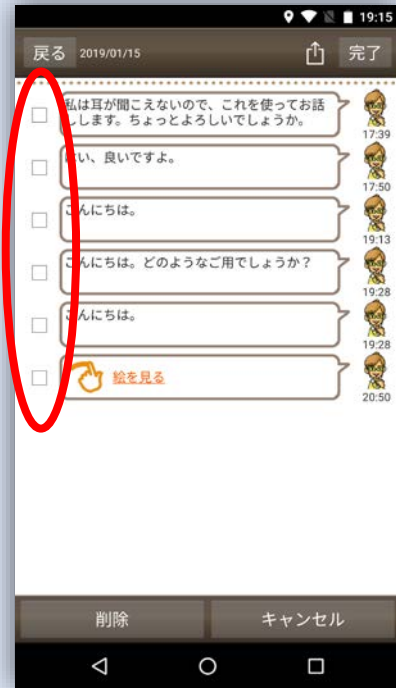 19:15
戻る 2019/01/15 完了
私は耳が聞こえないので、これを使ってお話
しします。ちょっとよろしいでしょうか。
17:39
はい、良いですよ。
17:50
こんにちは。
19:13
こんにちは。どのようなご用でしょうか？
19:28
こんにちは。
19:28
絵を見る
20:50
削除 キャンセル